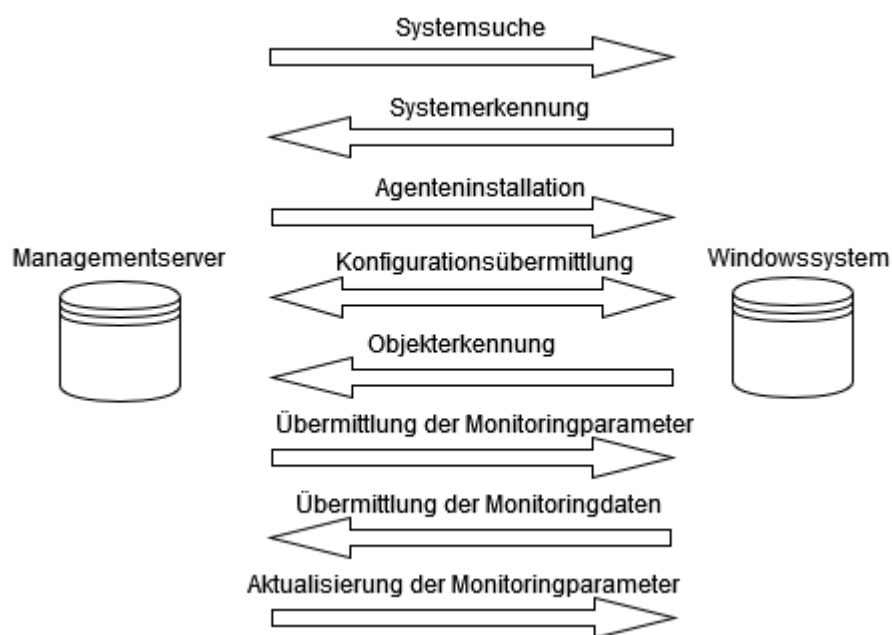 Systemsuche
Systemerkennung
Agenteninstallation
Managementserver
Konfigurationsübermittlung
Windowssystem
Objekterkennung
Übermittlung der Monitoringparameter
Übermittlung der Monitoringdaten
Aktualisierung der Monitoringparameter